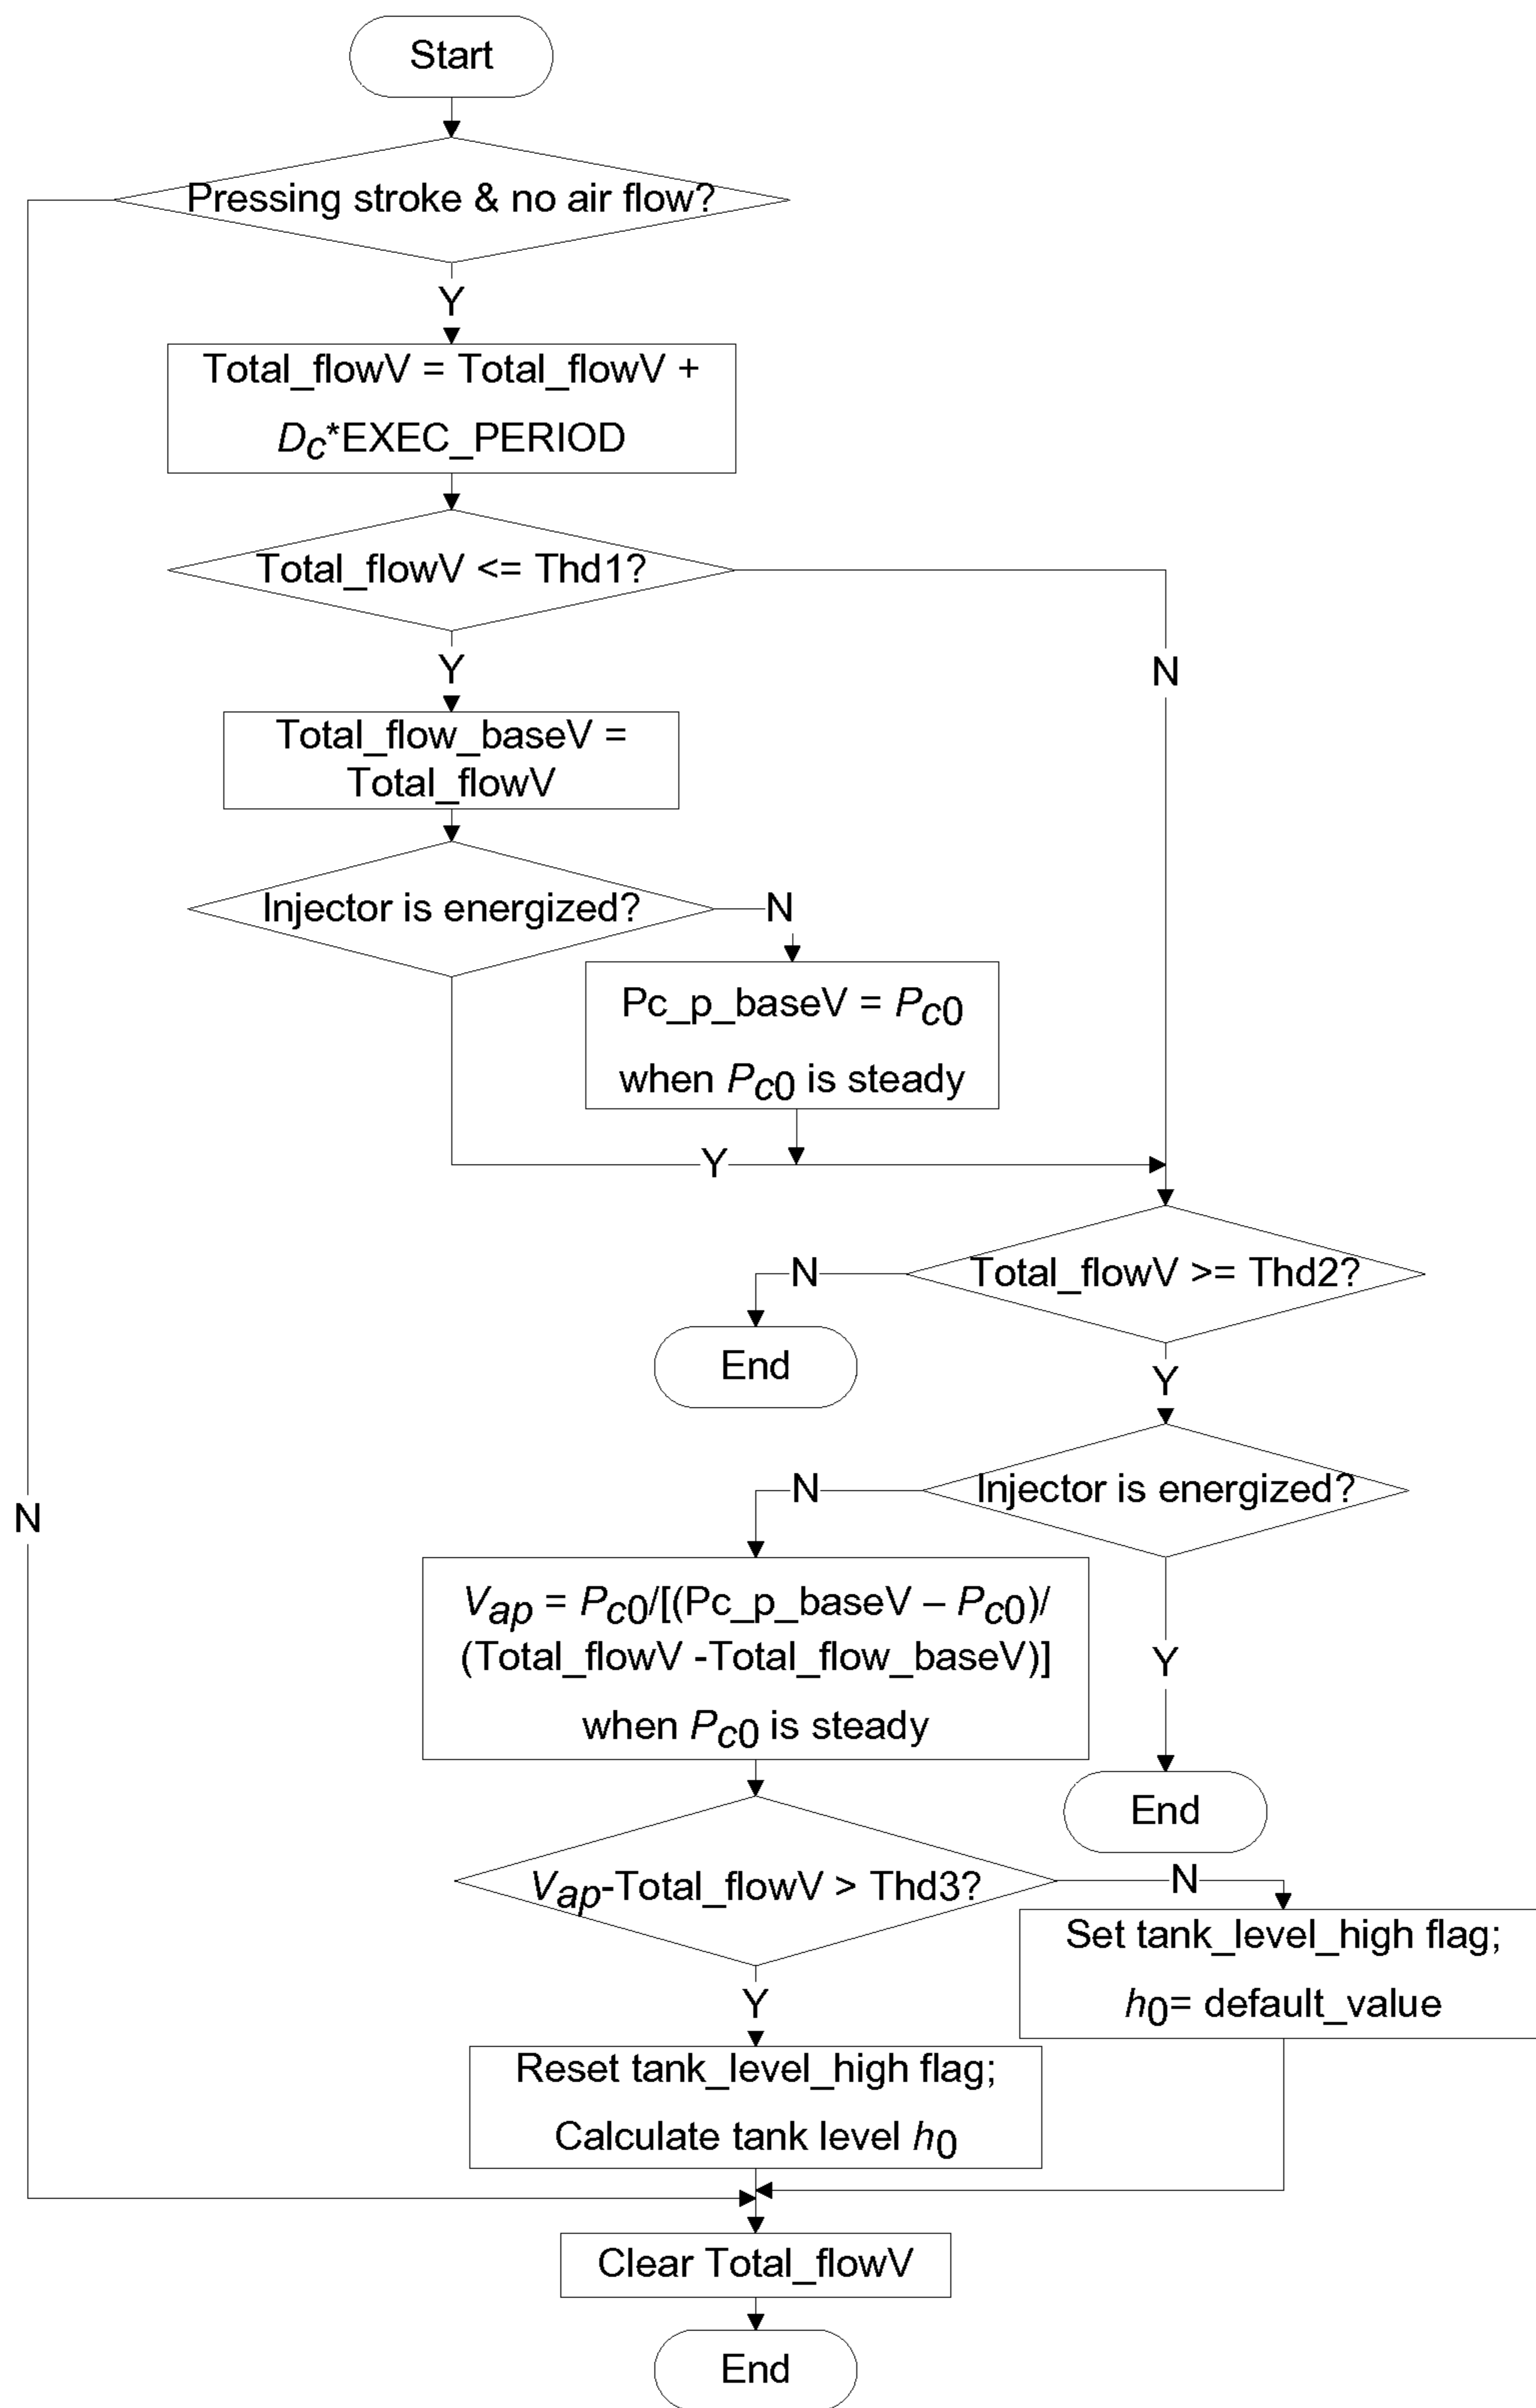 Start
Pressing stroke & no air flow?
Y
Total_flowV = Total_flowV +
Dc*EXEC_PERIOD
Total_flowV <= Thd1?
Y
N
Total_flow_baseV =
Total_flowV
Injector is energized?
N
Pc_p_baseV = Pc0
when Pc0 is steady
Y
Total_flowV >= Thd2?
N
End
Y
Injector is energized?
N
N
Vap = Pc0/[(Pc_p_baseV – Pc0)/
(Total_flowV -Total_flow_baseV)]
when Pc0 is steady
Y
End
Vap-Total_flowV > Thd3?
N
Set tank_level_high flag;
h0= default_value
Y
Reset tank_level_high flag;
Calculate tank level h0
Clear Total_flowV
End